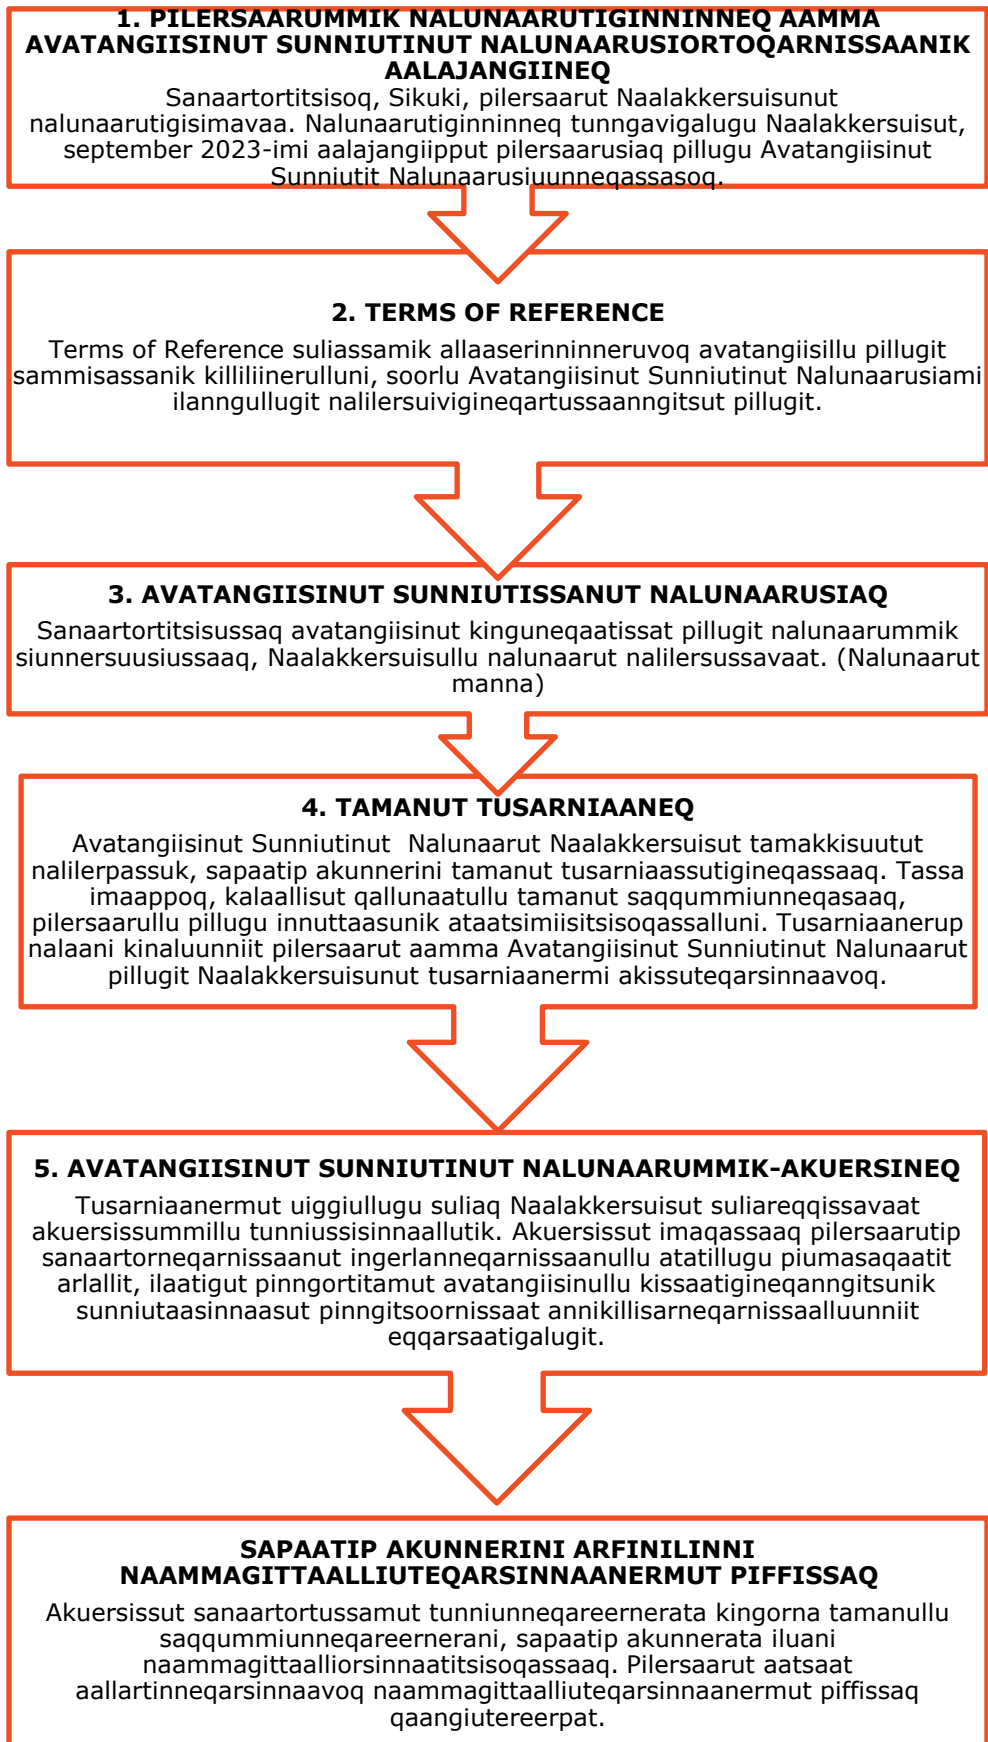 1. PILERSAARUMMIK NALUNAARUTIGINNINNEQ AAMMA
AVATANGIISINUT SUNNIUTINUT NALUNAARUSIORTOQARNISSAANIK
AALAJANGIINEQ
Sanaartortitsisoq, Sikuki, pilersaarut Naalakkersuisunut
nalunaarutigisimavaa. Nalunaarutiginninneq tunngavigalugu Naalakkersuisut,
september 2023-imi aalajangiipput pilersaarusiaq pillugu Avatangiisinut
Sunniutit Nalunaarusiuunneqassasoq.
2. TERMS OF REFERENCE
Terms of Reference suliassamik allaaserinninneruvoq avatangiisillu pillugit
sammisassanik killiliinerulluni, soorlu Avatangiisinut Sunniutinut Nalunaarusiami
ilanngullugit nalilersuivigineqartussaanngitsut pillugit.
3. AVATANGIISINUT SUNNIUTISSANUT NALUNAARUSIAQ
Sanaartortitsisussaq avatangiisinut kinguneqaatissat pillugit nalunaarummik
siunnersuusiussaaq, Naalakkersuisullu nalunaarut nalilersussavaat. (Nalunaarut
manna)
4. TAMANUT TUSARNIAANEQ
Avatangiisinut Sunniutinut  Nalunaarut Naalakkersuisut tamakkisuutut
nalilerpassuk, sapaatip akunnerini tamanut tusarniaassutigineqassaaq. Tassa
imaappoq, kalaallisut qallunaatullu tamanut saqqummiunneqasaaq,
pilersaarullu pillugu innuttaasunik ataatsimiisitsisoqassalluni. Tusarniaanerup
nalaani kinaluunniit pilersaarut aamma Avatangiisinut Sunniutinut Nalunaarut
pillugit Naalakkersuisunut tusarniaanermi akissuteqarsinnaavoq.
5. AVATANGIISINUT SUNNIUTINUT NALUNAARUMMIK-AKUERSINEQ
Tusarniaanermut uiggiullugu suliaq Naalakkersuisut suliareqqissavaat
akuersissummillu tunniussisinnaallutik. Akuersissut imaqassaaq pilersaarutip
sanaartorneqarnissaanut ingerlanneqarnissaanullu atatillugu piumasaqaatit
arlallit, ilaatigut pinngortitamut avatangiisinullu kissaatigineqanngitsunik
sunniutaasinnaasut pinngitsoornissaat annikillisarneqarnissaalluunniit
eqqarsaatigalugit.
SAPAATIP AKUNNERINI ARFINILINNI
NAAMMAGITTAALLIUTEQARSINNAANERMUT PIFFISSAQ
Akuersissut sanaartortussamut tunniunneqareernerata kingorna tamanullu
saqqummiunneqareernerani, sapaatip akunnerata iluani
naammagittaalliorsinnaatitsisoqassaaq. Pilersaarut aatsaat
aallartinneqarsinnaavoq naammagittaalliuteqarsinnaanermut piffissaq
qaangiutereerpat.